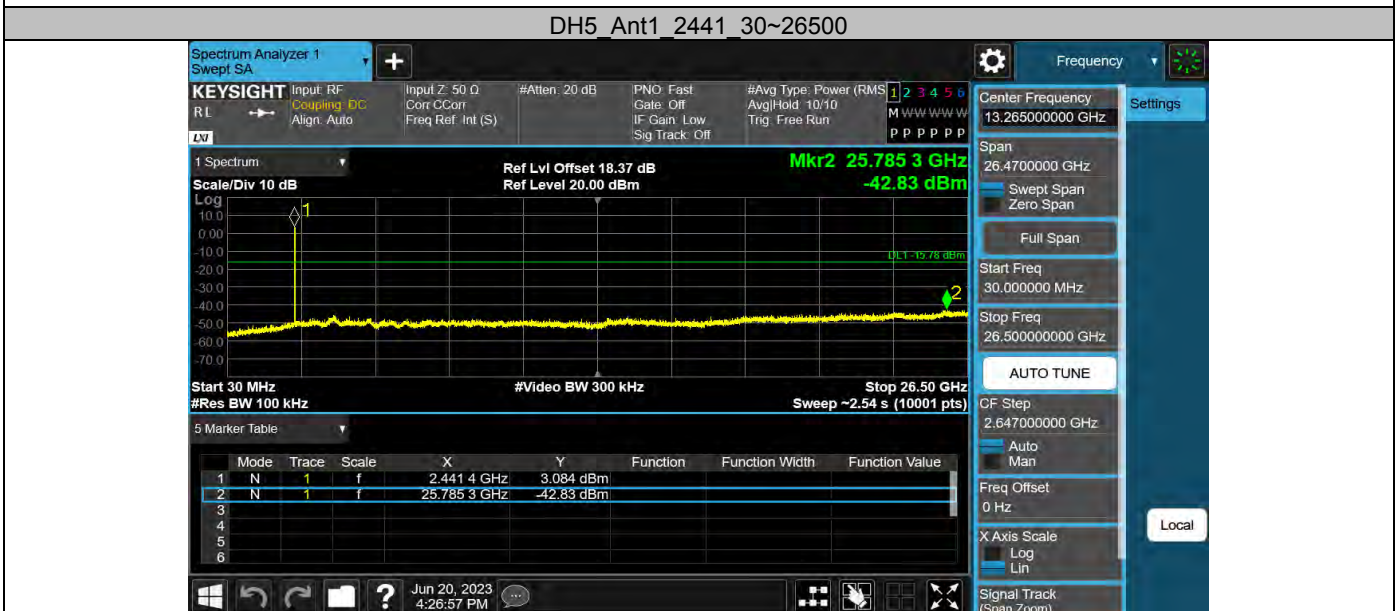 DH5_Ant1_2441_30~26500
Spectrum Analyzer 1
Swept SA
+
Frequency
KEYSIGHT
RL
LXI
Input: RF
Coupling: DC
Align: Auto
Input Z: 50 Ω
Corr CCorr
Freq Ref: Int (S)
#Atten: 20 dB
PNO: Fast
Gate: Off
IF Gain: Low
Sig Track: Off
#Avg Type: Power (RMS
Avg|Hold: 10/10
Trig: Free Run
1 2 3 4 5 6
M W W W W W
P P P P P P
Center Frequency
13.265000000 GHz
Settings
1 Spectrum
Scale/Div 10 dB
Ref Lvl Offset 18.37 dB
Ref Level 20.00 dBm
Mkr2 25.785 3 GHz
-42.83 dBm
Log
10.0
0.00
-10.0
-20.0
-30.0
-40.0
-50.0
-60.0
-70.0
1
DL1 -15.78 dBm
2
Start 30 MHz
#Res BW 100 kHz
#Video BW 300 kHz
Stop 26.50 GHz
Sweep ~2.54 s (10001 pts)
Span
26.4700000 GHz
Swept Span
Zero Span
Full Span
Start Freq
30.000000 MHz
Stop Freq
26.500000000 GHz
AUTO TUNE
CF Step
2.647000000 GHz
Auto
Man
Freq Offset
0 Hz
X Axis Scale
Log
Lin
Signal Track
(Span Zoom)
Local
5 Marker Table
Mode Trace Scale X Y Function Function Width Function Value
1 N 1 f 2.441 4 GHz 3.084 dBm
2 N 1 f 25.785 3 GHz -42.83 dBm
3
4
5
6
?
Jun 20, 2023
4:26:57 PM